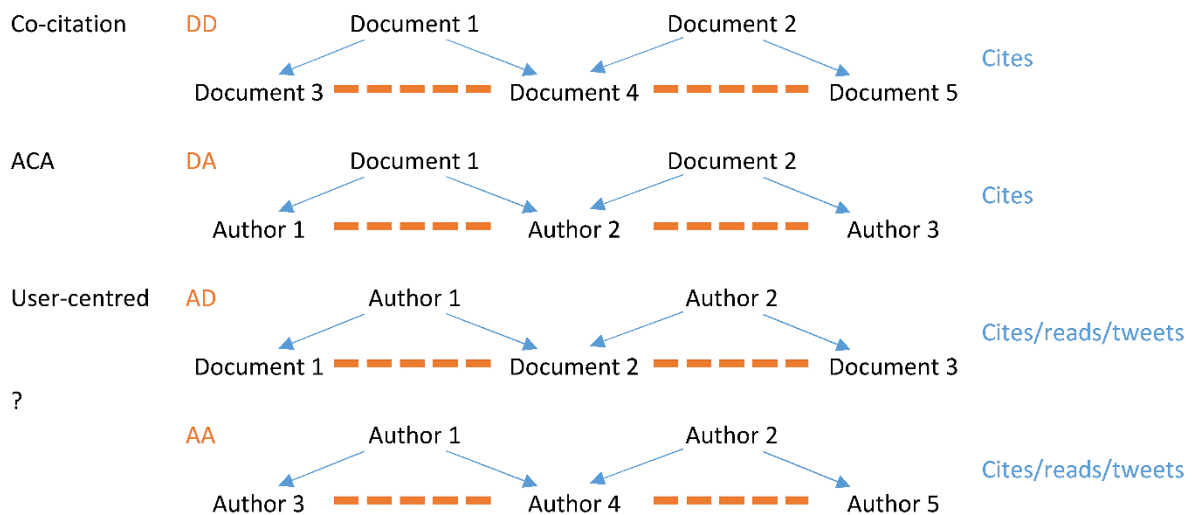 Co-citation DD Document 1 Document 2
Cites
Document 3 Document 4 Document 5
ACA DA Document 1 Document 2
Cites
Author 1 Author 2 Author 3
User-centred AD Author 1 Author 2
Cites/reads/tweets
Document 1 Document 2 Document 3
?
AA Author 1 Author 2
Cites/reads/tweets
Author 3 Author 4 Author 5